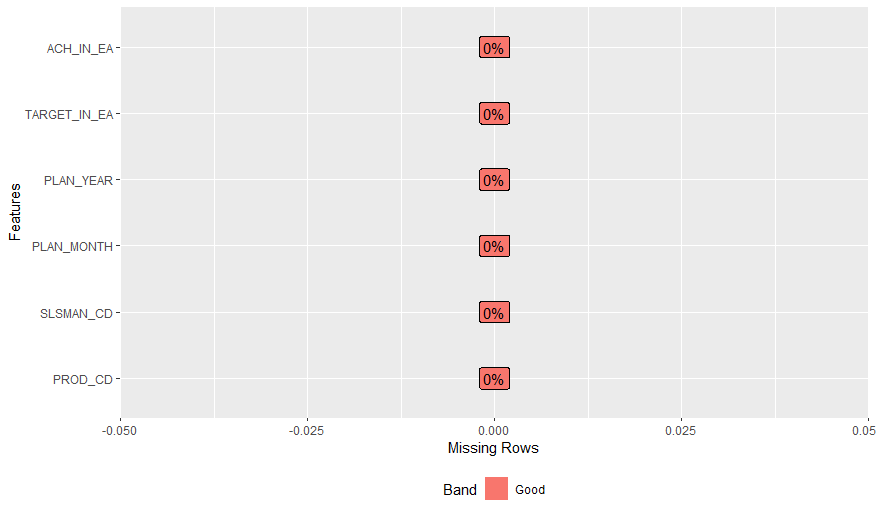 ACH_IN_EA 0%
TARGET_IN_EA 0%
PLAN_YEAR 0%
Features
PLAN_MONTH 0%
SLSMAN_CD 0%
PROD_CD 0%
-0.050 -0.025 0.000 0.025 0.05
Missing Rows
Band Good